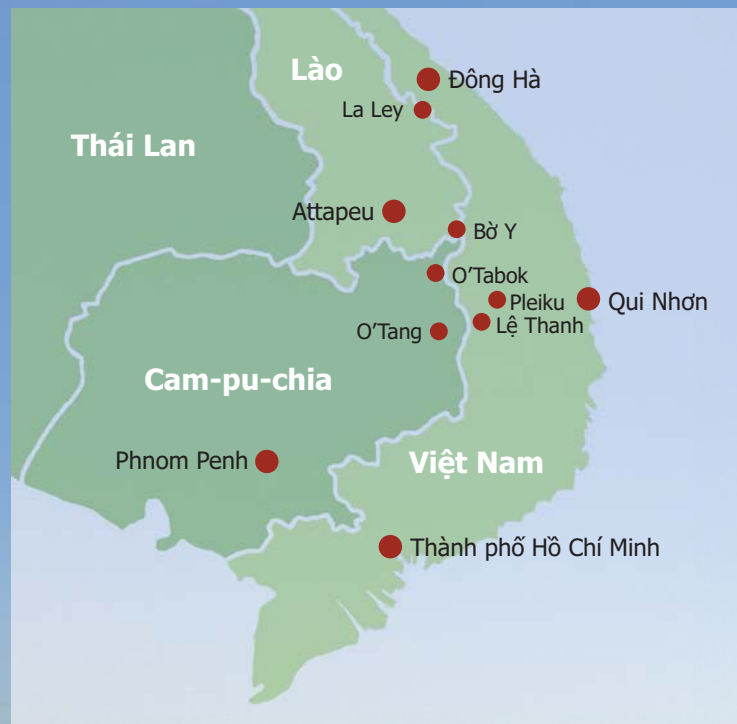 Lào
Đông Hà
La Ley
Thái Lan
Attapeu
Bờ Y
O'Tabok
Pleiku
Qui Nhơn
Lệ Thanh
O'Tang
Cam-pu-chia
Phnom Penh
Việt Nam
Thành phố Hồ Chí Minh